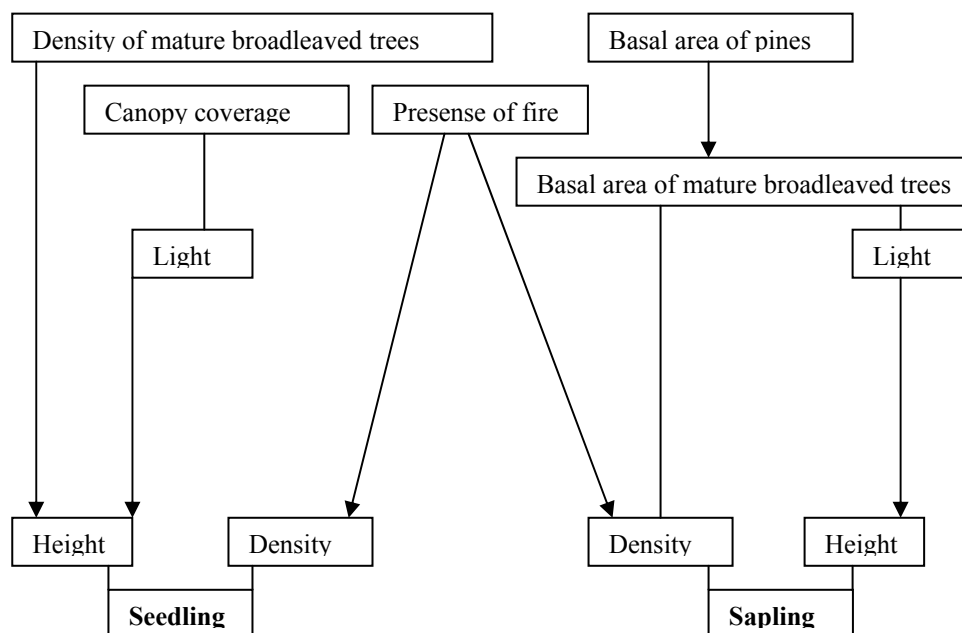 Density of mature broadleaved trees
Basal area of pines
Canopy coverage
Presense of fire
Basal area of mature broadleaved trees
Light
Light
Height
Density
Density
Height
Seedling
Sapling